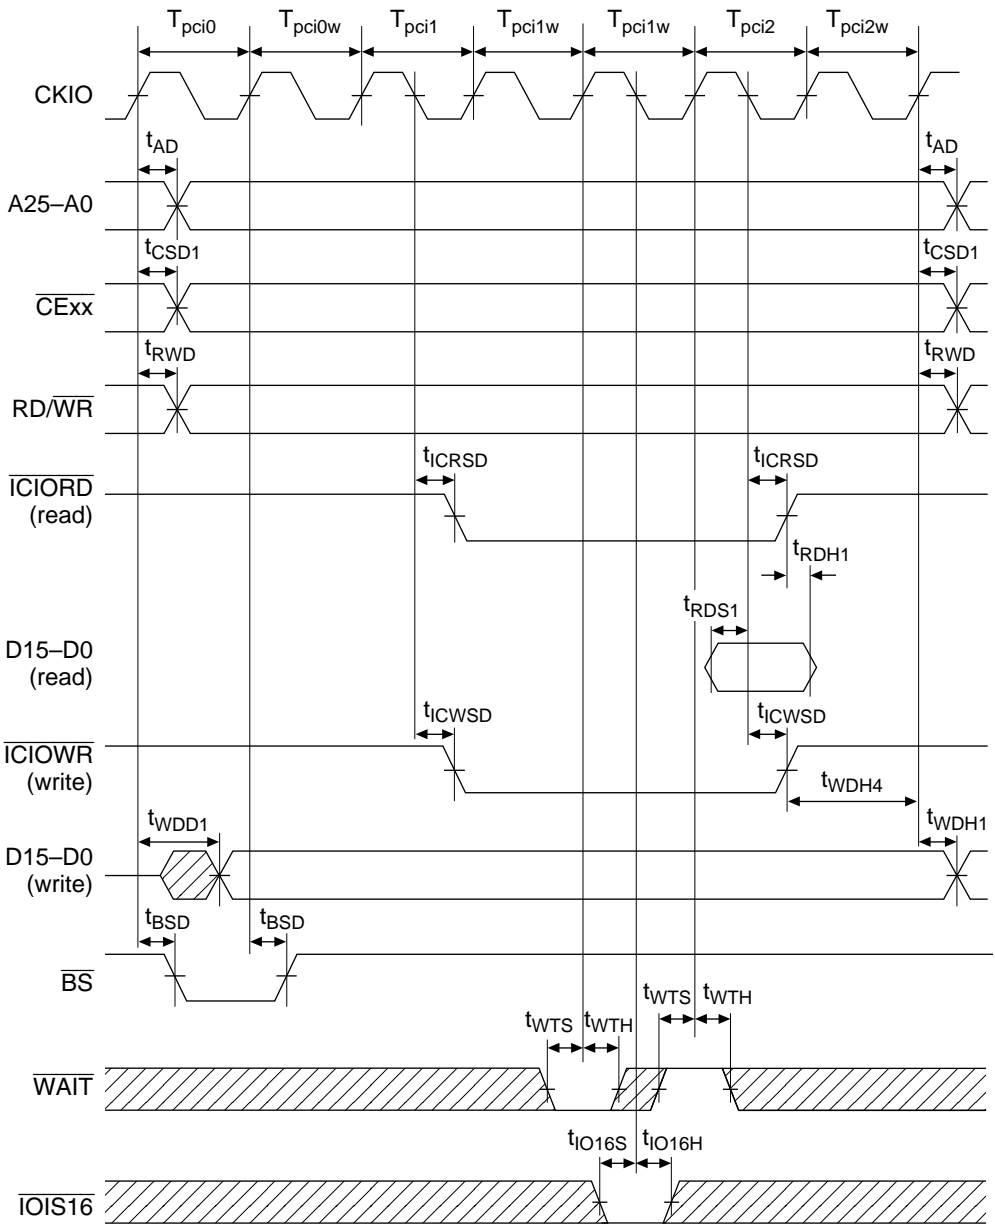 Tpci0 Tpci0w Tpci1 Tpci1w Tpci1w Tpci2 Tpci2w
CKIO
tAD tAD
A25–A0
tCSD1 tCSD1
CExx
tRWD tRWD
RD/WR
tICRSD tICRSD
ICIORD
(read)
tRDH1
tRDS1
D15–D0
(read)
tICWSD tICWSD
ICIOWR
(write)
tWDH4
tWDD1 tWDH1
D15–D0
(write)
tBSD tBSD
BS
tWTS tWTH tWTS tWTH
WAIT
tIO16S tIO16H
IOIS16